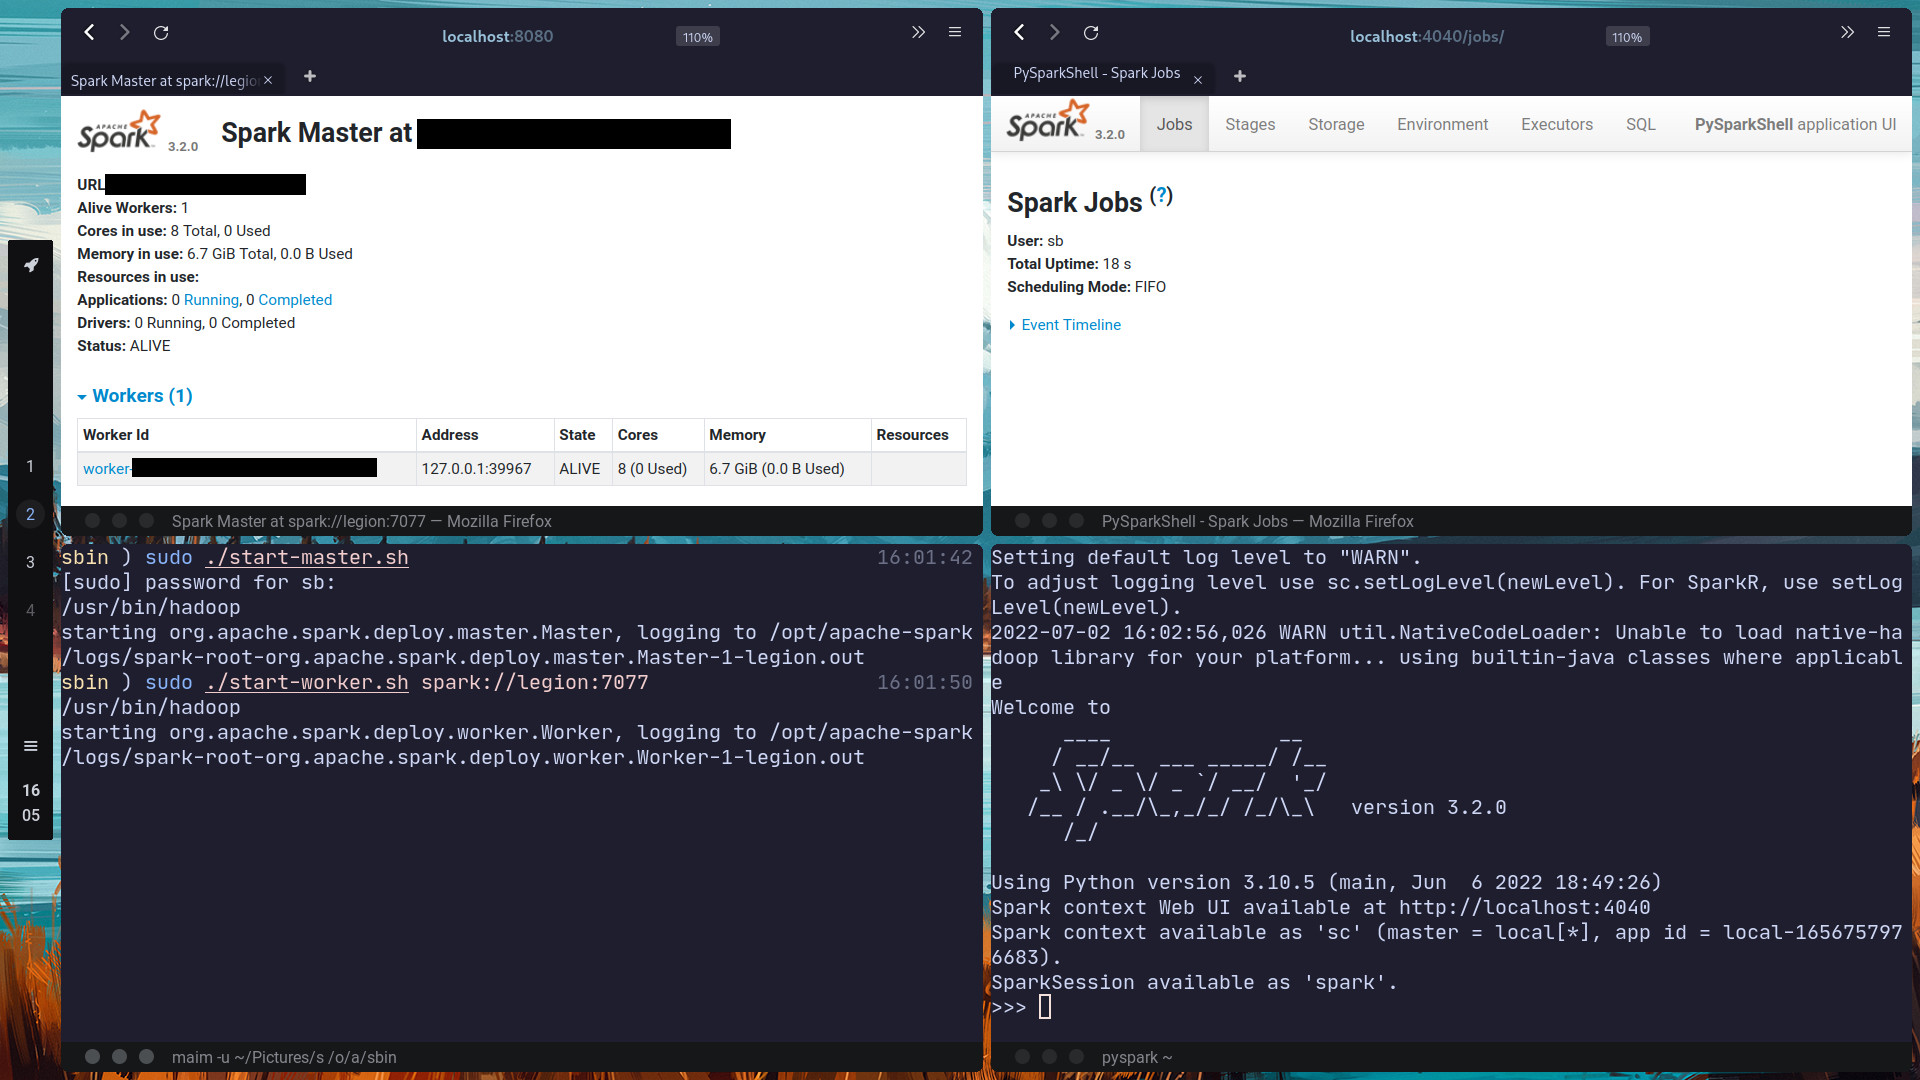 localhost:8080
110%
Spark Master at spark://legio
APACHE
Spark 3.2.0
Spark Master at
URL
Alive Workers: 1
Cores in use: 8 Total, 0 Used
Memory in use: 6.7 GiB Total, 0.0 B Used
Resources in use:
Applications: 0 Running, 0 Completed
Drivers: 0 Running, 0 Completed
Status: ALIVE
Workers (1)
Worker Id Address State Cores Memory Resources
worker- 127.0.0.1:39967 ALIVE 8 (0 Used) 6.7 GiB (0.0 B Used)
Spark Master at spark://legion:7077 — Mozilla Firefox
localhost:4040/jobs/
110%
PySparkShell - Spark Jobs
APACHE
Spark 3.2.0
Jobs Stages Storage Environment Executors SQL PySparkShell application UI
Spark Jobs (?)
User: sb
Total Uptime: 18 s
Scheduling Mode: FIFO
Event Timeline
PySparkShell - Spark Jobs — Mozilla Firefox
1
2
3
4
16
05
sbin ) sudo ./start-master.sh 16:01:42
[sudo] password for sb:
/usr/bin/hadoop
starting org.apache.spark.deploy.master.Master, logging to /opt/apache-spark
/logs/spark-root-org.apache.spark.deploy.master.Master-1-legion.out
sbin ) sudo ./start-worker.sh spark://legion:7077 16:01:50
/usr/bin/hadoop
starting org.apache.spark.deploy.worker.Worker, logging to /opt/apache-spark
/logs/spark-root-org.apache.spark.deploy.worker.Worker-1-legion.out
maim -u ~/Pictures/s /o/a/sbin
Setting default log level to "WARN".
To adjust logging level use sc.setLogLevel(newLevel). For SparkR, use setLog
Level(newLevel).
2022-07-02 16:02:56,026 WARN util.NativeCodeLoader: Unable to load native-ha
doop library for your platform... using builtin-java classes where applicabl
e
Welcome to
      ____              __
     / __/__  ___ _____/ /__
    _\ \/ _ \/ _ `/ __/  '_/
   /__ / .__/\_,_/_/ /_/\_\   version 3.2.0
      /_/
Using Python version 3.10.5 (main, Jun  6 2022 18:49:26)
Spark context Web UI available at http://localhost:4040
Spark context available as 'sc' (master = local[*], app id = local-165675797
6683).
SparkSession available as 'spark'.
>>>
pyspark ~